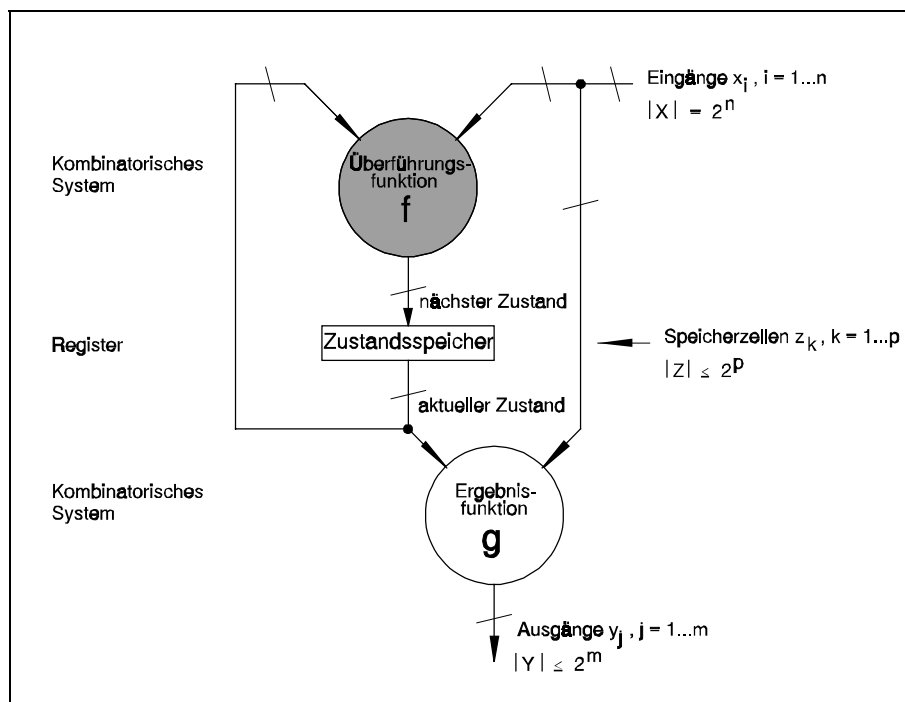 Eingänge x_i , i = 1...n
|X| = 2^n
Kombinatorisches
System
Überführungs-
funktion
f
nächster Zustand
Register
Zustandsspeicher
Speicherzellen z_k , k = 1...p
|Z| ≤ 2^p
aktueller Zustand
Kombinatorisches
System
Ergebnis-
funktion
g
Ausgänge y_j , j = 1...m
|Y| ≤ 2^m